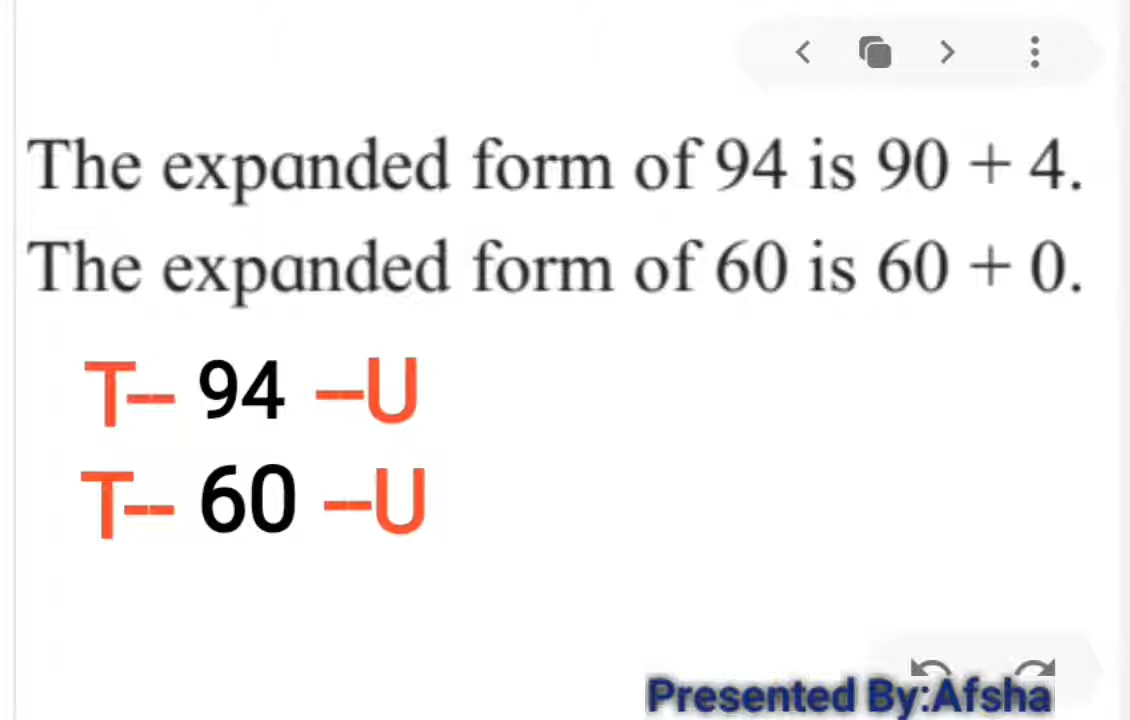 The expanded form of 94 is 90 + 4.
The expanded form of 60 is 60 + 0.
T-- 94 --U
T-- 60 --U
Presented By:Afsha